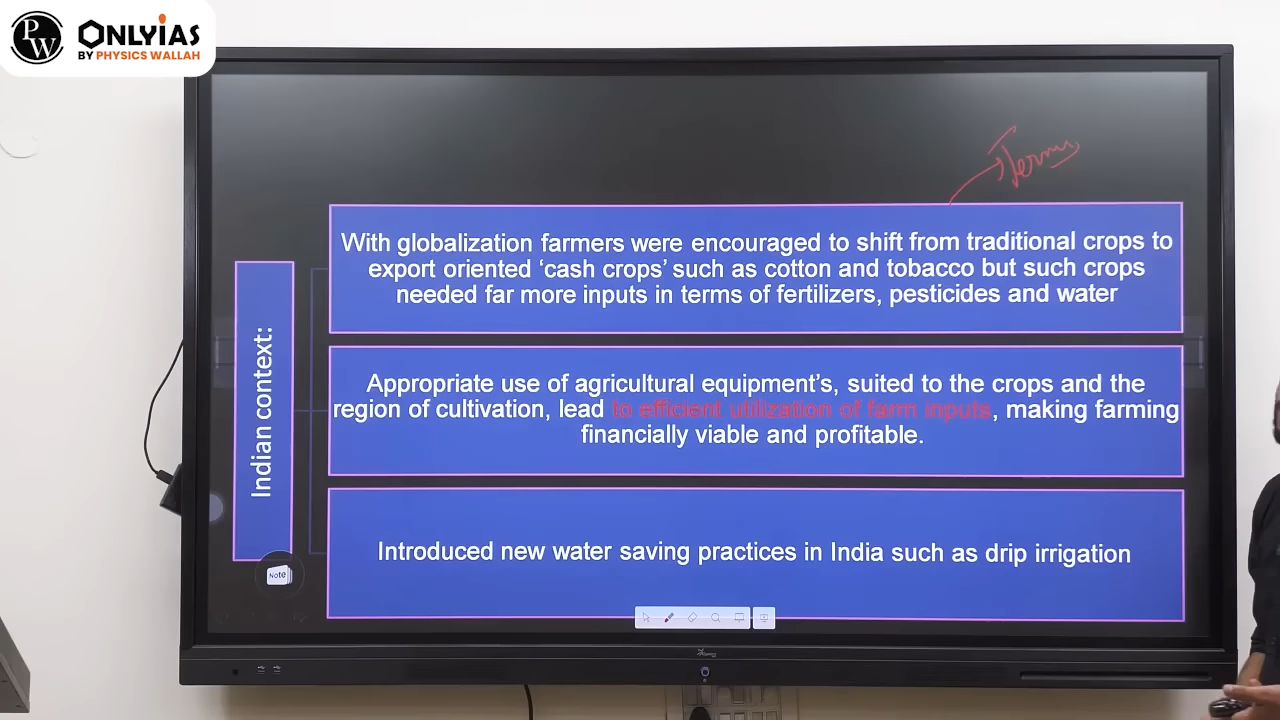 PW
ONLYIAS
BY PHYSICS WALLAH
Terms
With globalization farmers were encouraged to shift from traditional crops to
export oriented ‘cash crops’ such as cotton and tobacco but such crops
needed far more inputs in terms of fertilizers, pesticides and water
Indian context:
Appropriate use of agricultural equipment’s, suited to the crops and the
region of cultivation, lead to efficient utilization of farm inputs, making farming
financially viable and profitable.
Introduced new water saving practices in India such as drip irrigation
Note